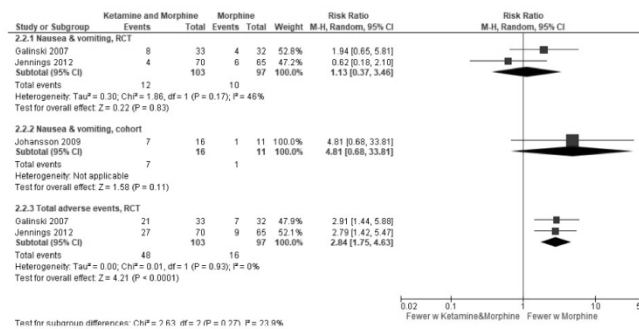 Ketamine and Morphine Morphine Risk Ratio Risk Ratio
Study or Subgroup Events Total Events Total Weight M-H, Random, 95% CI M-H, Random, 95% CI
2.2.1 Nausea & vomiting, RCT
Galinski 2007 8 33 4 32 52.8% 1.94 [0.65, 5.81]
Jennings 2012 4 70 6 65 47.2% 0.62 [0.18, 2.10]
Subtotal (95% CI) 103 97 100.0% 1.13 [0.37, 3.46]
Total events 12 10
Heterogeneity: Tau² = 0.30; Chi² = 1.86, df = 1 (P = 0.17); I² = 46%
Test for overall effect: Z = 0.22 (P = 0.83)
2.2.2 Nausea & vomiting, cohort
Johansson 2009 7 16 1 11 100.0% 4.81 [0.68, 33.81]
Subtotal (95% CI) 16 11 100.0% 4.81 [0.68, 33.81]
Total events 7 1
Heterogeneity: Not applicable
Test for overall effect: Z = 1.58 (P = 0.11)
2.2.3 Total adverse events, RCT
Galinski 2007 21 33 7 32 47.9% 2.91 [1.44, 5.88]
Jennings 2012 27 70 9 65 52.1% 2.79 [1.42, 5.47]
Subtotal (95% CI) 103 97 100.0% 2.84 [1.75, 4.63]
Total events 48 16
Heterogeneity: Tau² = 0.00; Chi² = 0.01, df = 1 (P = 0.93); I² = 0%
Test for overall effect: Z = 4.21 (P < 0.0001)
0.02 0.1 1 10
Fewer w Ketamine&Morphine Fewer w Morphine
Test for subgroup differences: Chi² = 2.63, df = 2 (P = 0.27), I² = 23.9%